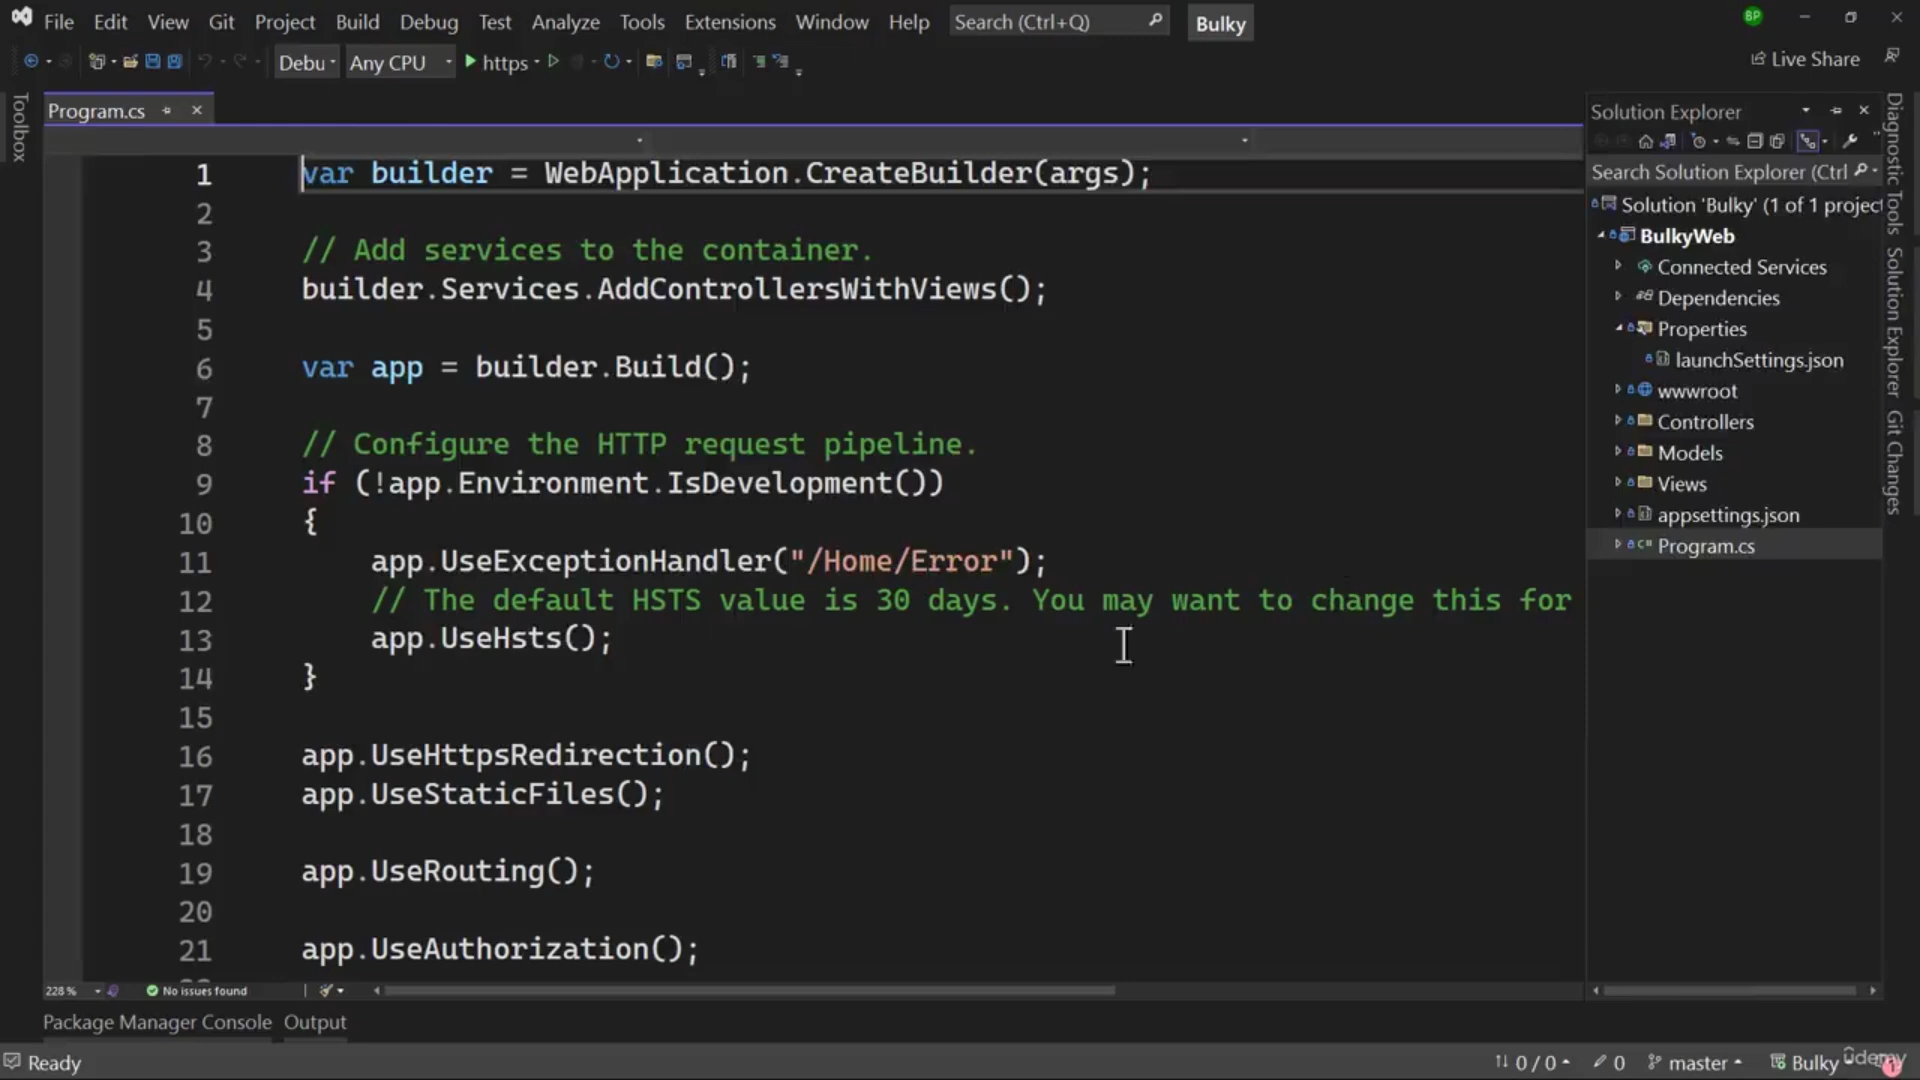 File Edit View Git Project Build Debug Test Analyze Tools Extensions Window Help Search (Ctrl+Q) Bulky BP
Debu Any CPU https Live Share
Toolbox
Program.cs
1 var builder = WebApplication.CreateBuilder(args);
2
3 // Add services to the container.
4 builder.Services.AddControllersWithViews();
5
6 var app = builder.Build();
7
8 // Configure the HTTP request pipeline.
9 if (!app.Environment.IsDevelopment())
10 {
11 app.UseExceptionHandler("/Home/Error");
12 // The default HSTS value is 30 days. You may want to change this for
13 app.UseHsts();
14 }
15
16 app.UseHttpsRedirection();
17 app.UseStaticFiles();
18
19 app.UseRouting();
20
21 app.UseAuthorization();
228 % No issues found
Solution Explorer
Search Solution Explorer (Ctrl
Solution 'Bulky' (1 of 1 project
BulkyWeb
Connected Services
Dependencies
Properties
launchSettings.json
wwwroot
Controllers
Models
Views
appsettings.json
C# Program.cs
Diagnostic Tools
Solution Explorer
Git Changes
Package Manager Console Output
Ready 0 / 0 0 master Bulky 1
ûdemy